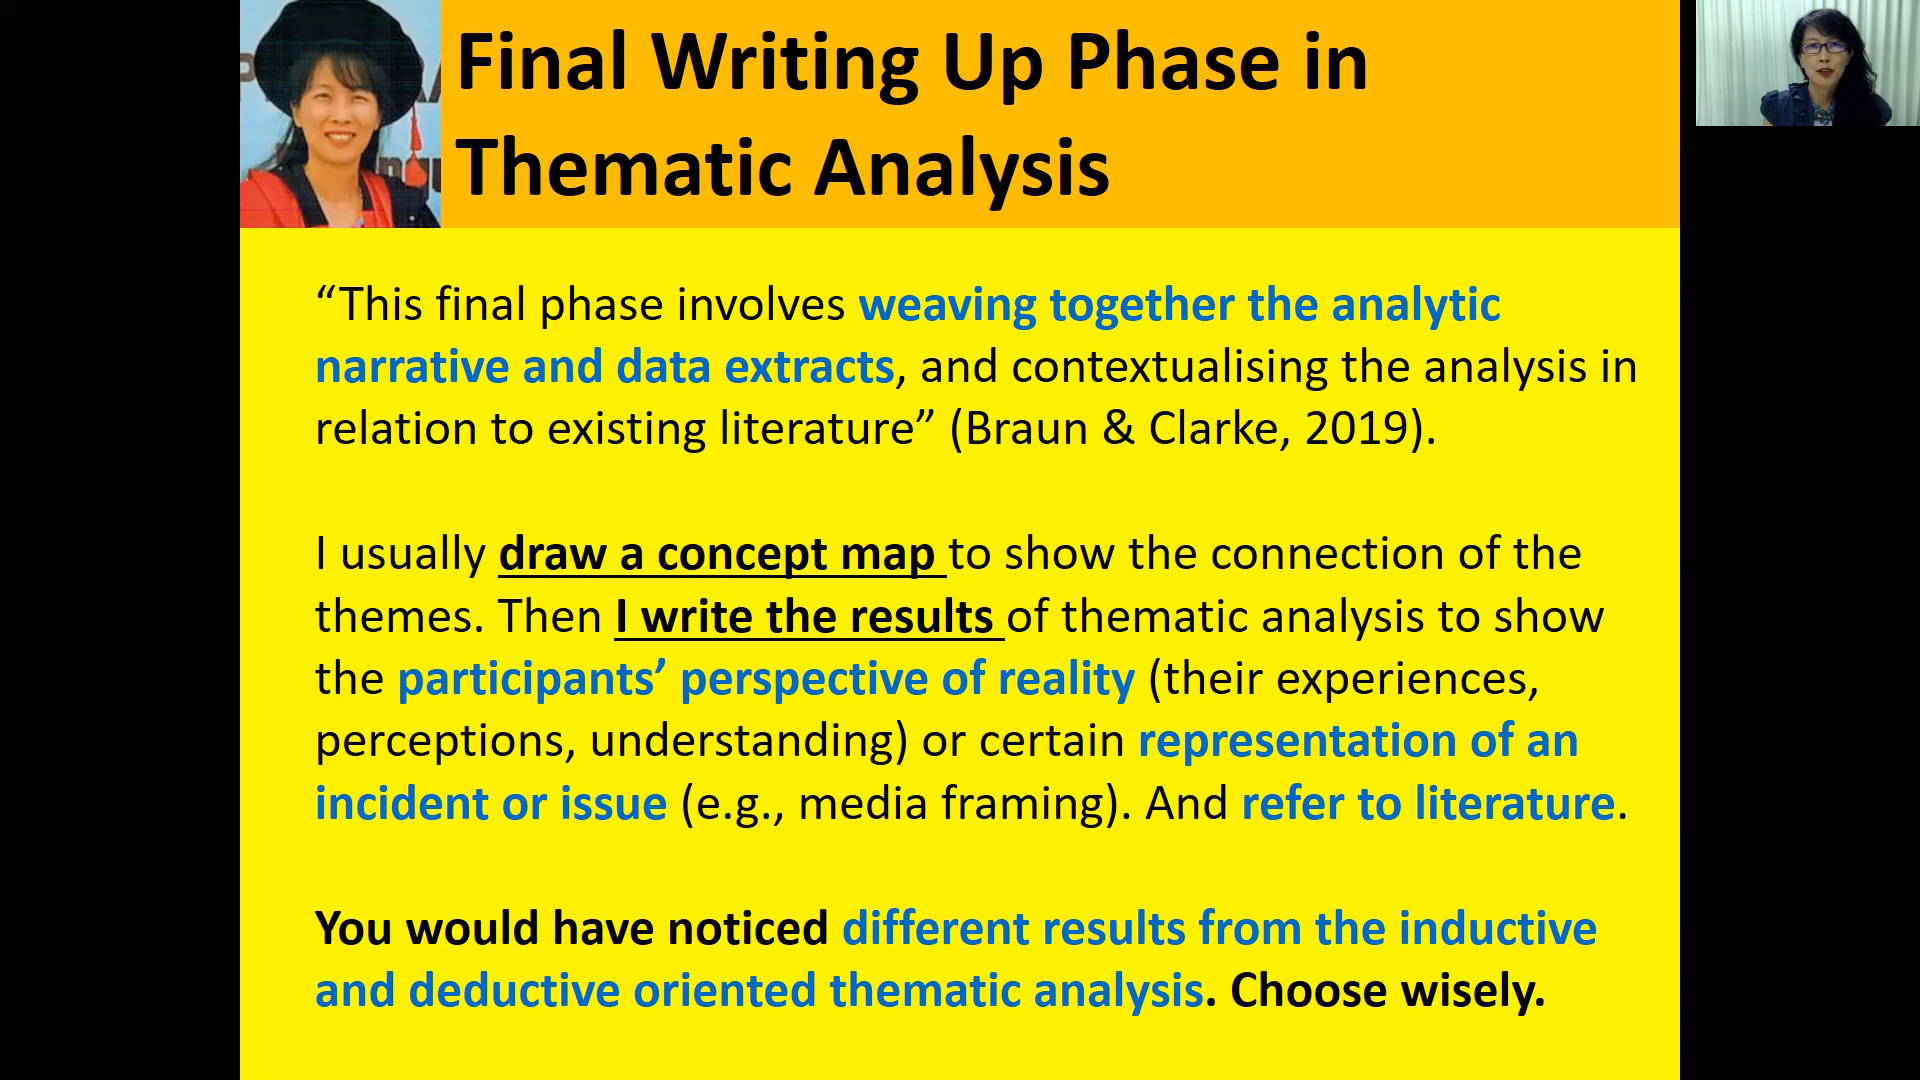 Final Writing Up Phase in
Thematic Analysis
“This final phase involves weaving together the analytic
narrative and data extracts, and contextualising the analysis in
relation to existing literature” (Braun & Clarke, 2019).
I usually draw a concept map to show the connection of the
themes. Then I write the results of thematic analysis to show
the participants’ perspective of reality (their experiences,
perceptions, understanding) or certain representation of an
incident or issue (e.g., media framing). And refer to literature.
You would have noticed different results from the inductive
and deductive oriented thematic analysis. Choose wisely.